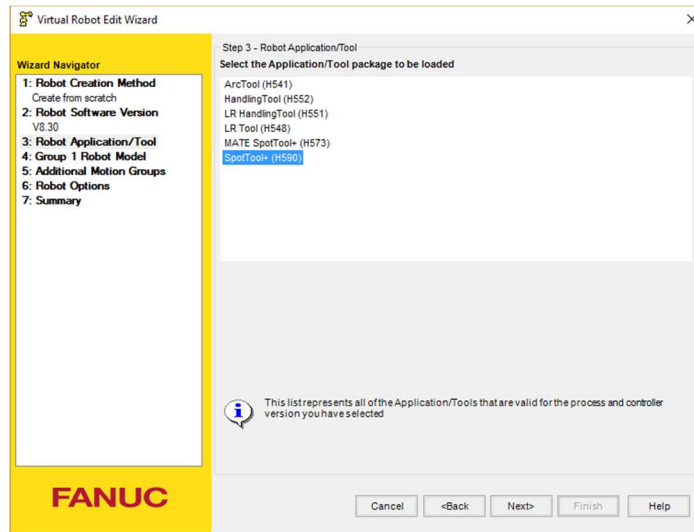 Virtual Robot Edit Wizard
Wizard Navigator
1: Robot Creation Method
Create from scratch
2: Robot Software Version
V8.30
3: Robot Application/Tool
4: Group 1 Robot Model
5: Additional Motion Groups
6: Robot Options
7: Summary
FANUC
Step 3 - Robot Application/Tool
Select the Application/Tool package to be loaded
ArcTool (H541)
HandlingTool (H552)
LR HandlingTool (H551)
LR Tool (H548)
MATE SpotTool+ (H573)
SpotTool+ (H590)
This list represents all of the Application/Tools that are valid for the process and controller
version you have selected
Cancel <Back Next> Finish Help